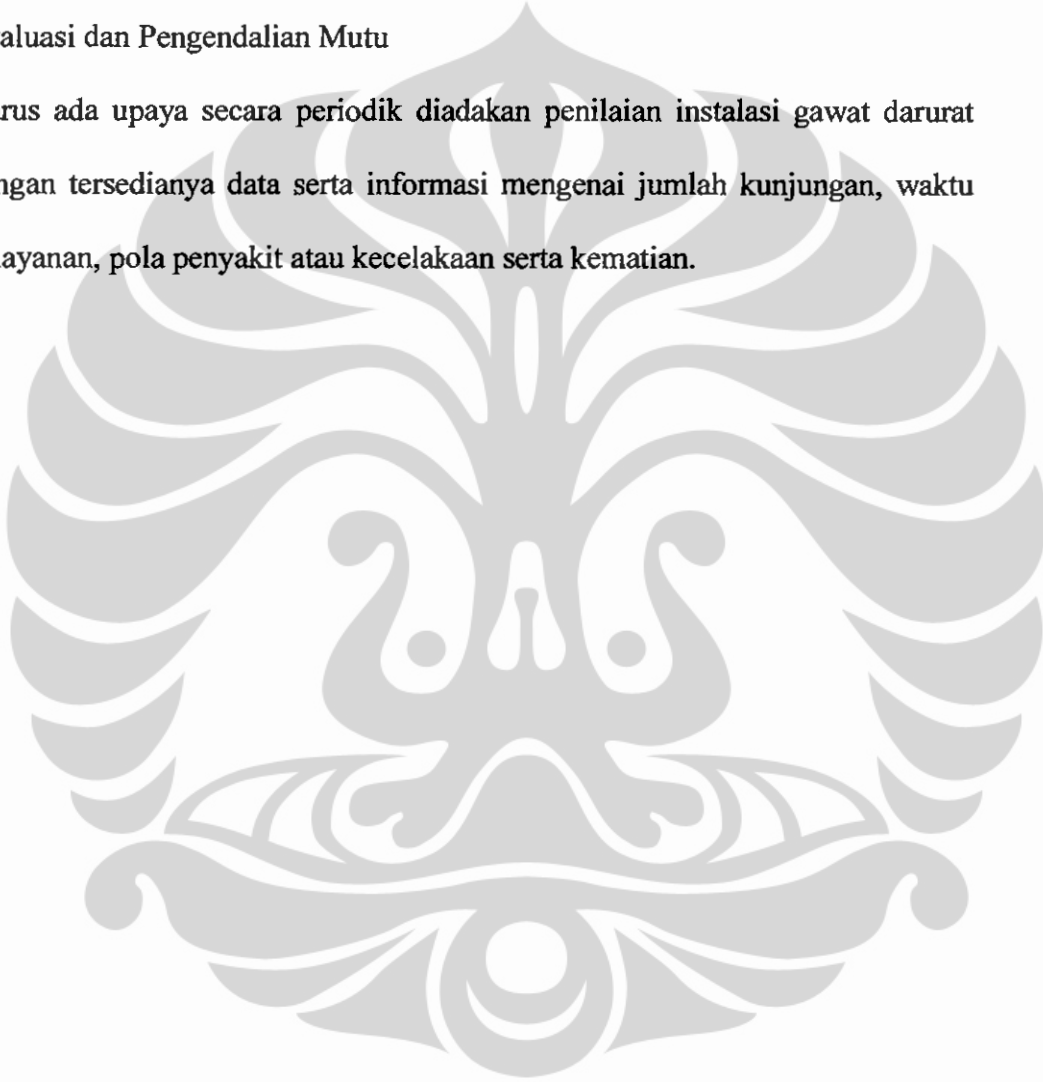 aluasi dan Pengendalian Mutu
rus ada upaya secara periodik diadakan penilaian instalasi gawat darurat
ngan tersedianya data serta informasi mengenai jumlah kunjungan, waktu
layanan, pola penyakit atau kecelakaan serta kematian.